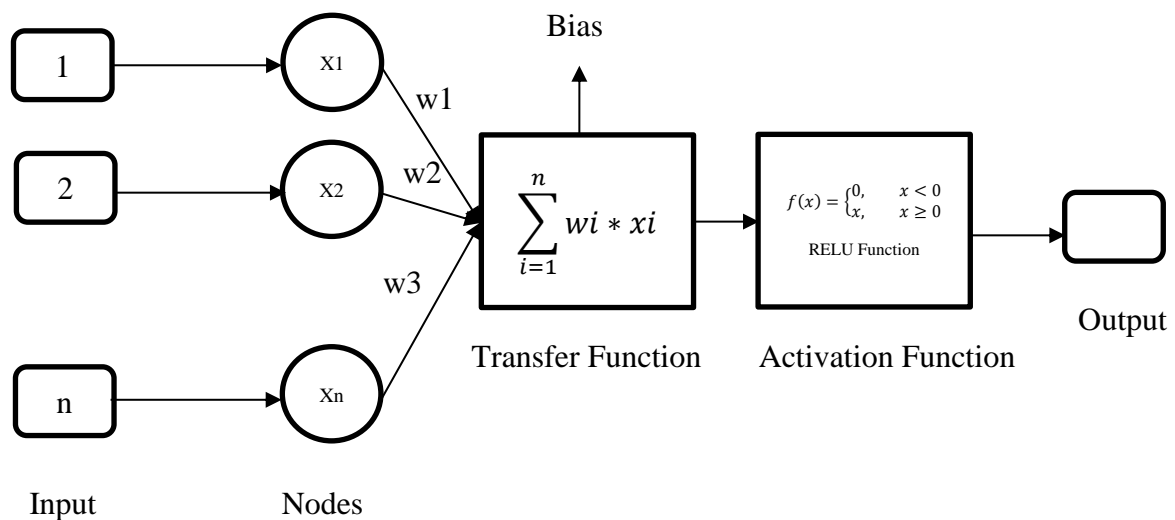 Bias
1
X1
w1
2
X2
w2
n
∑ wi ∗ xi
i=1
f(x) = {0, x < 0
x, x ≥ 0
RELU Function
w3
Output
Transfer Function
Activation Function
n
Xn
Input
Nodes